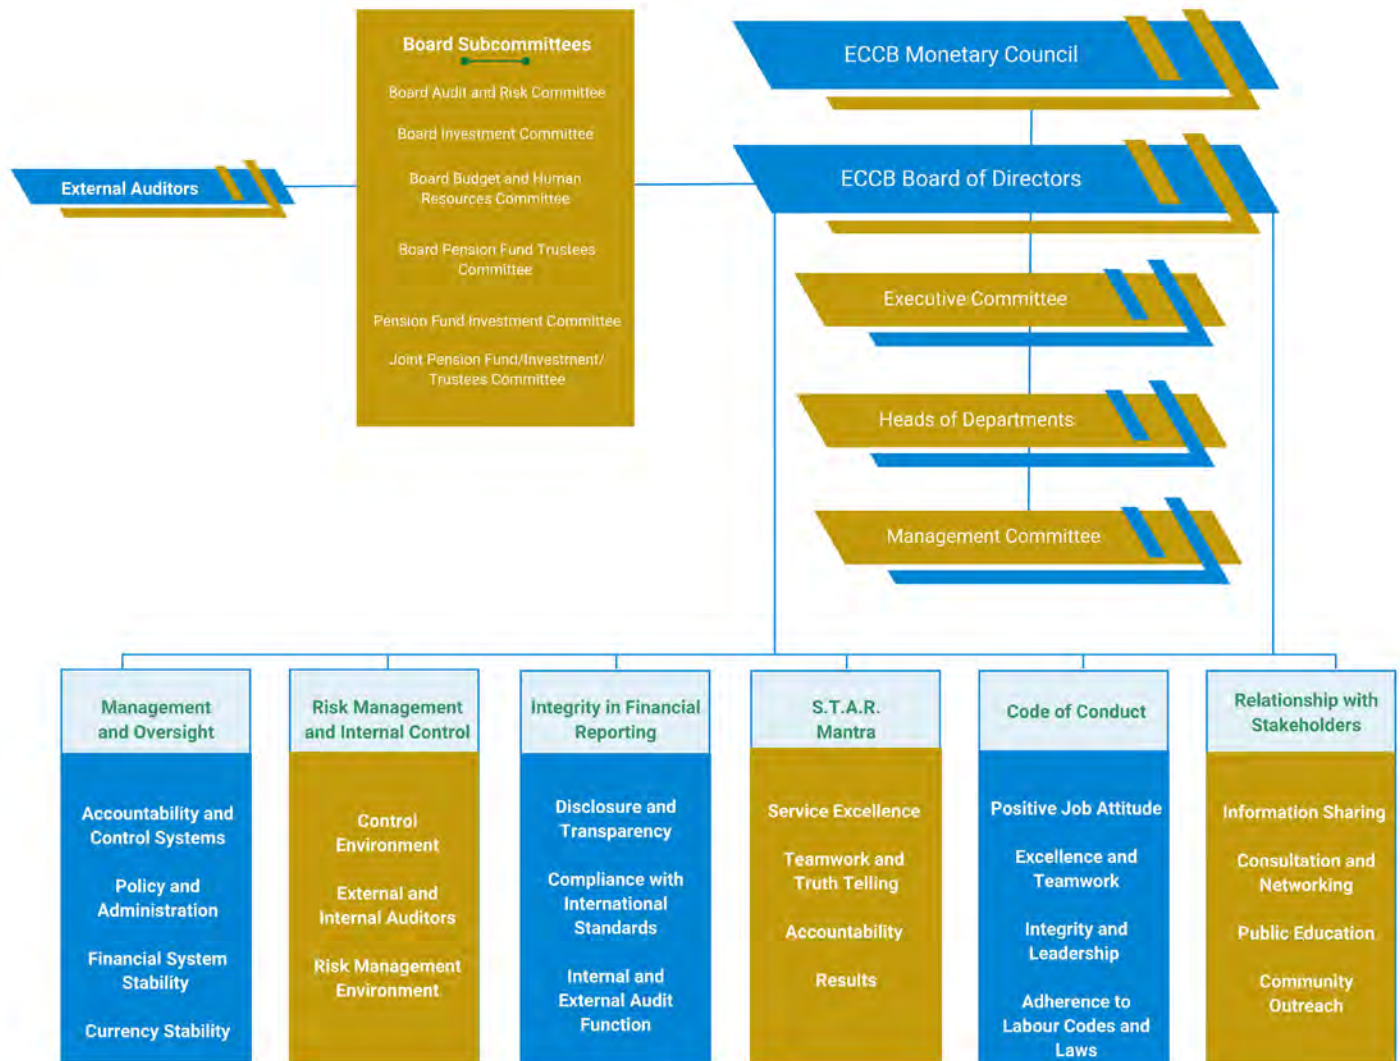 Board Subcommittees
Board Audit and Risk Committee
Board Investment Committee
Board Budget and Human
Resources Committee
Board Pension Fund Trustees
Committee
Pension Fund Investment Committee
Joint Pension Fund/Investment/
Trustees Committee
External Auditors
ECCB Monetary Council
ECCB Board of Directors
Executive Committee
Heads of Departments
Management Committee
Management
and Oversight
Accountability and
Control Systems
Policy and
Administration
Financial System
Stability
Currency Stability
Risk Management
and Internal Control
Control
Environment
External and
Internal Auditors
Risk Management
Environment
Integrity in Financial
Reporting
Disclosure and
Transparency
Compliance with
International
Standards
Internal and
External Audit
Function
S.T.A.R.
Mantra
Service Excellence
Teamwork and
Truth Telling
Accountability
Results
Code of Conduct
Positive Job Attitude
Excellence and
Teamwork
Integrity and
Leadership
Adherence to
Labour Codes and
Laws
Relationship with
Stakeholders
Information Sharing
Consultation and
Networking
Public Education
Community
Outreach